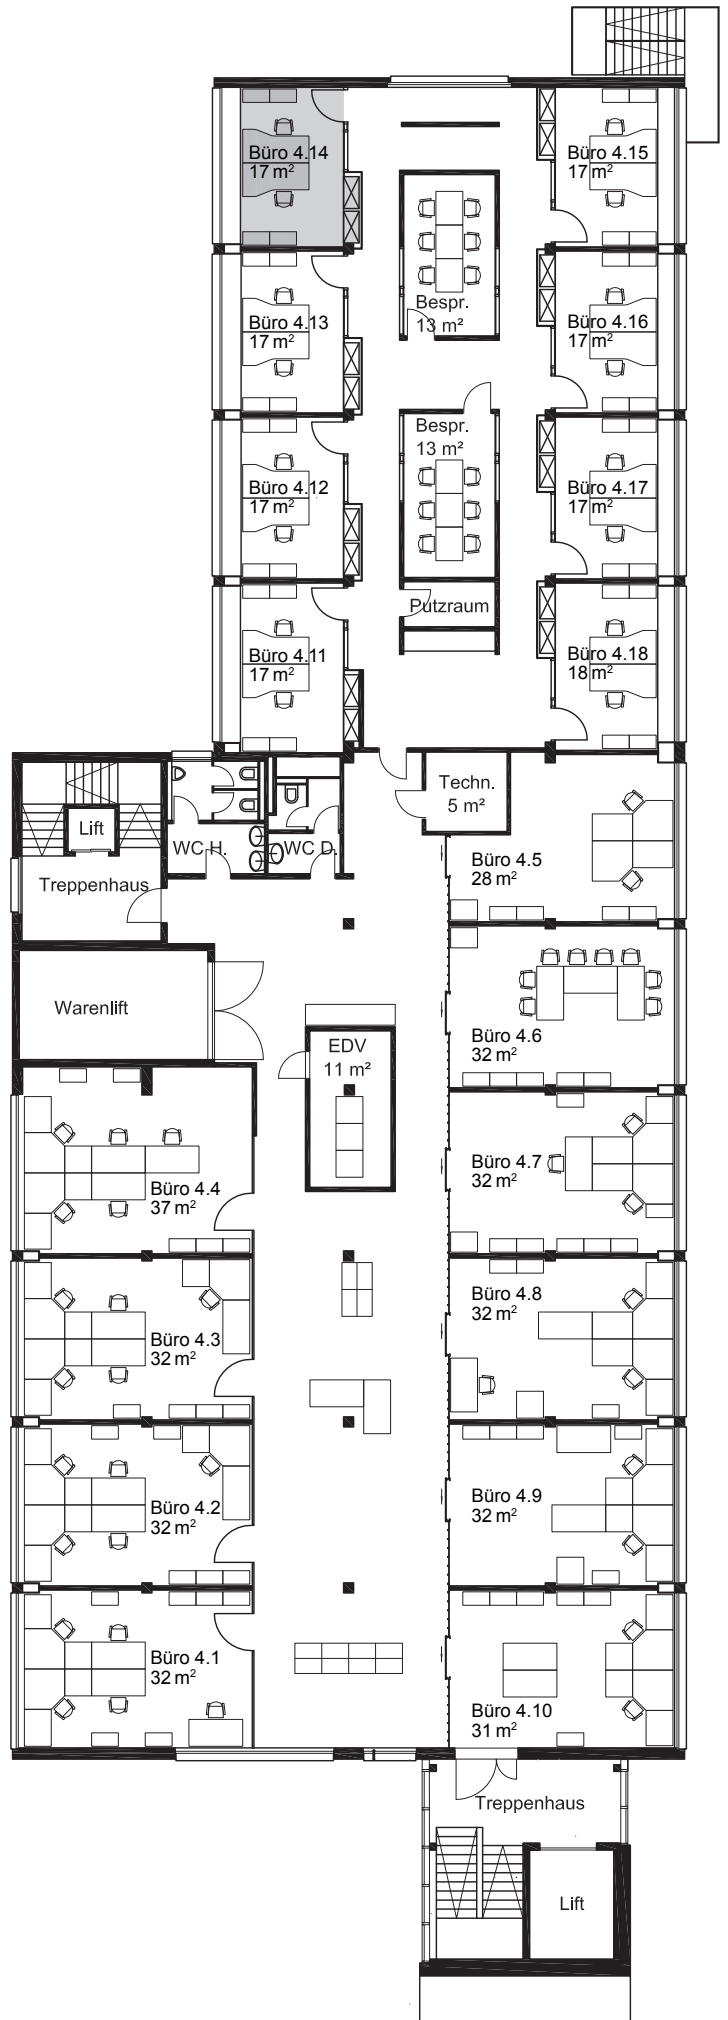 Büro 4.14
17 m²
Büro 4.15
17 m²
Bespr.
13 m²
Büro 4.13
17 m²
Büro 4.16
17 m²
Bespr.
13 m²
Büro 4.12
17 m²
Büro 4.17
17 m²
Putzraum
Büro 4.11
17 m²
Büro 4.18
18 m²
Techn.
5 m²
Lift
WC H.
WC D.
Treppenhaus
Büro 4.5
28 m²
Warenlift
EDV
11 m²
Büro 4.6
32 m²
Büro 4.4
37 m²
Büro 4.7
32 m²
Büro 4.3
32 m²
Büro 4.8
32 m²
Büro 4.2
32 m²
Büro 4.9
32 m²
Büro 4.1
32 m²
Büro 4.10
31 m²
Treppenhaus
Lift